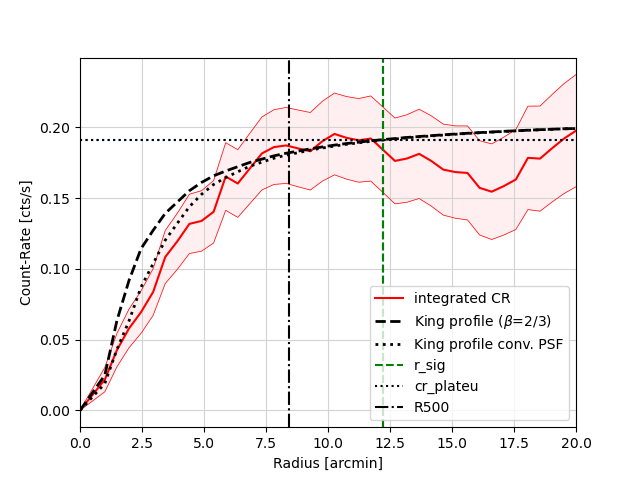 Count-Rate [cts/s]
0.20
0.15
0.10
0.05
0.00
integrated CR
King profile (β=2/3)
King profile conv. PSF
r_sig
cr_plateu
R500
0.0 2.5 5.0 7.5 10.0 12.5 15.0 17.5 20.0
Radius [arcmin]